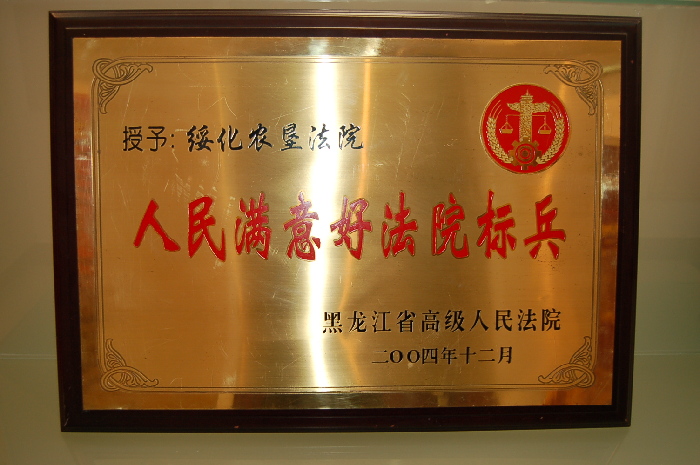 授予:绥化农垦法院
人民满意好法院标兵
黑龙江省高级人民法院
二〇〇四年十二月